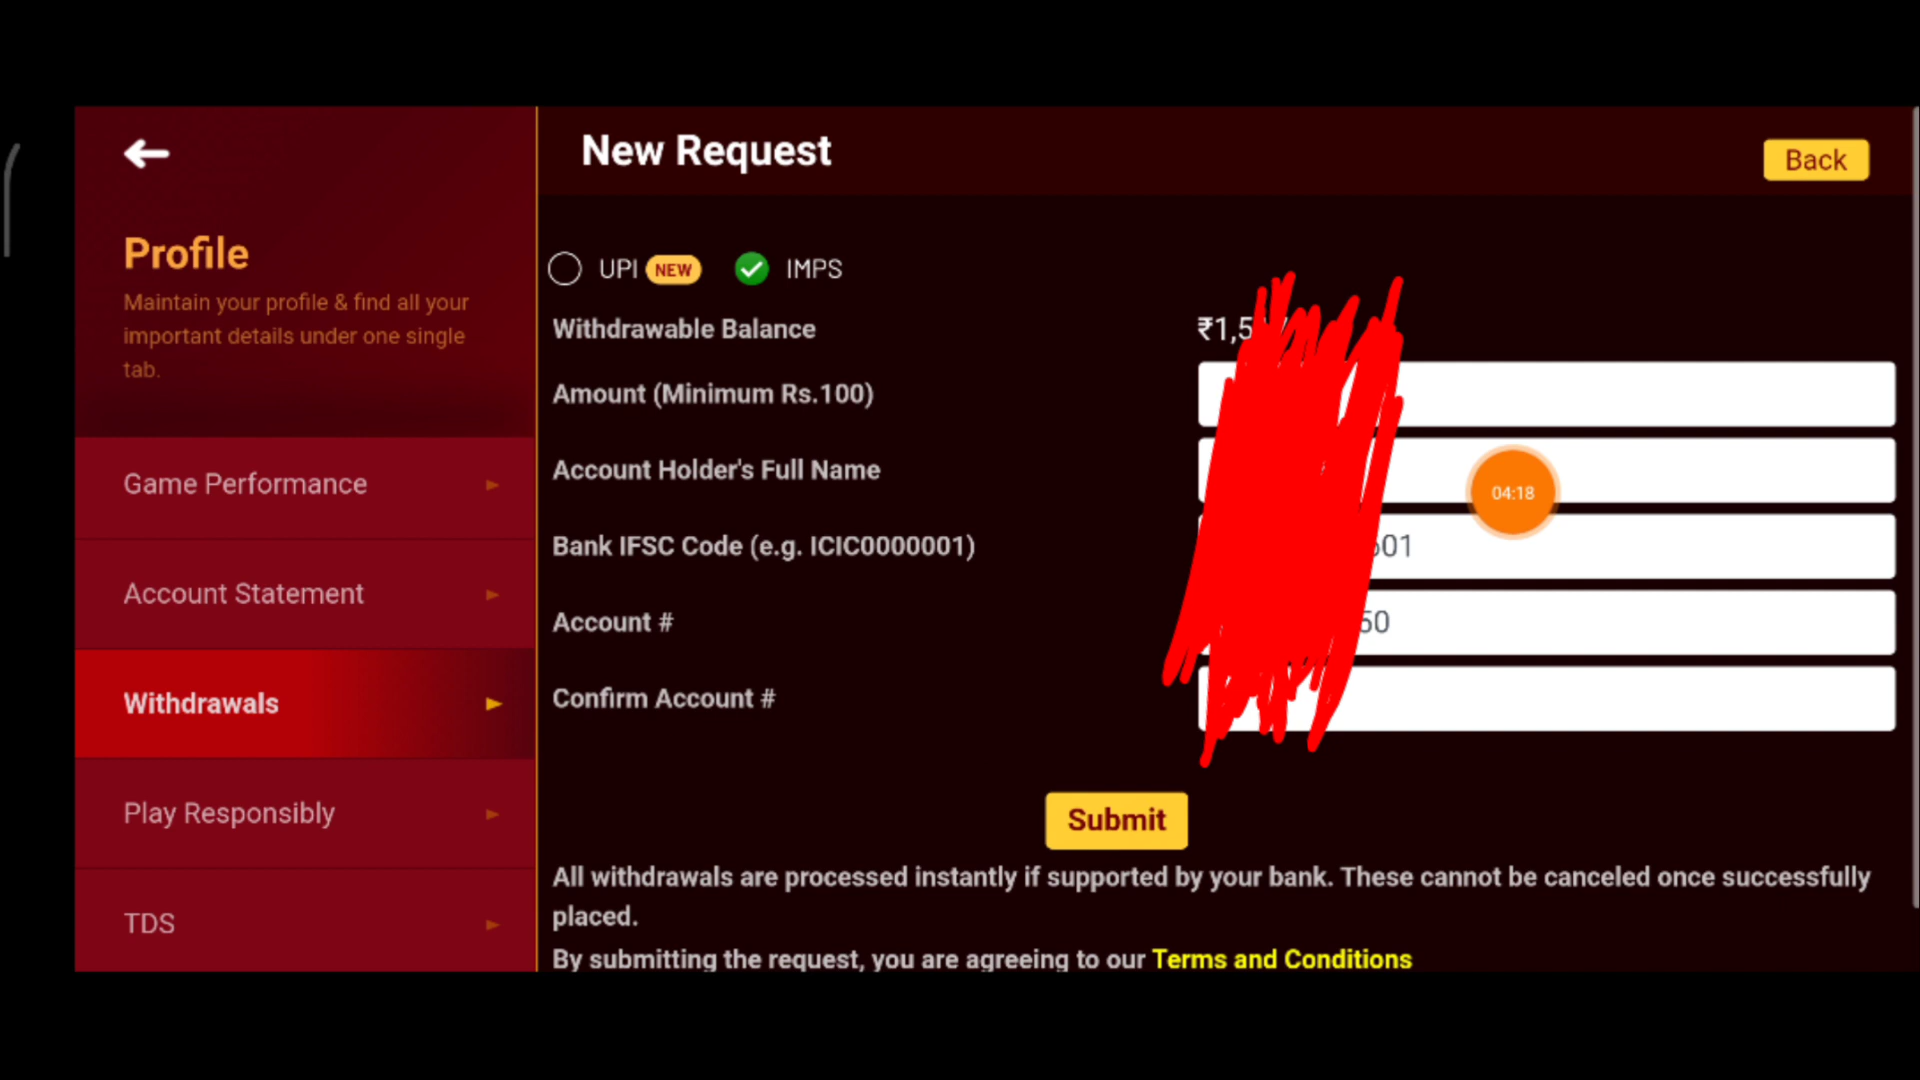 New Request
Back
Profile
Maintain your profile & find all your
important details under one single
tab.
UPI NEW IMPS
Withdrawable Balance ₹1,5
Amount (Minimum Rs.100)
Account Holder's Full Name
04:18
Bank IFSC Code (e.g. ICIC0000001) 01
Account # 50
Confirm Account #
Game Performance
Account Statement
Withdrawals
Play Responsibly
TDS
Submit
All withdrawals are processed instantly if supported by your bank. These cannot be canceled once successfully
placed.
By submitting the request, you are agreeing to our Terms and Conditions